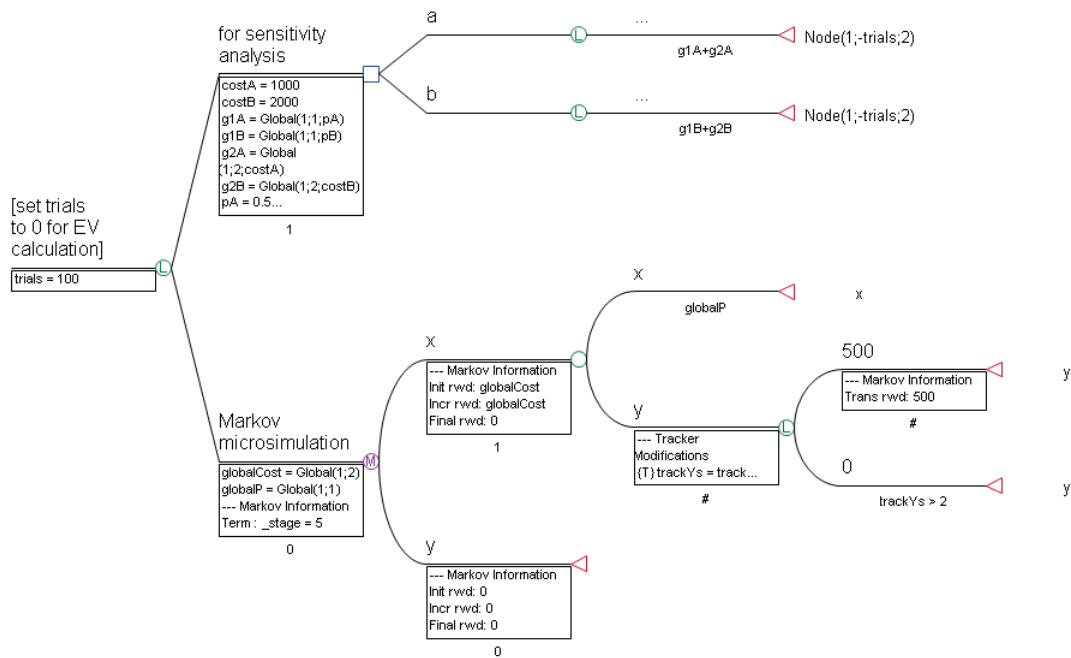 for sensitivity
analysis
costA = 1000
costB = 2000
g1A = Global(1;1;pA)
g1B = Global(1;1;pB)
g2A = Global
(1;2;costA)
g2B = Global(1;2;costB)
pA = 0.5...
1
a
...
L
g1A+g2A
Node(1;-trials;2)
b
...
L
g1B+g2B
Node(1;-trials;2)
[set trials
to 0 for EV
calculation]
trials = 100
L
Markov
microsimulation
globalCost = Global(1;2)
globalP = Global(1;1)
--- Markov Information
Term : _stage = 5
0
M
x
--- Markov Information
Init rwd: globalCost
Incr rwd: globalCost
Final rwd: 0
1
x
globalP
x
y
--- Tracker
Modifications
{T}trackYs = track...
#
L
500
--- Markov Information
Trans rwd: 500
#
y
0
trackYs > 2
y
y
--- Markov Information
Init rwd: 0
Incr rwd: 0
Final rwd: 0
0